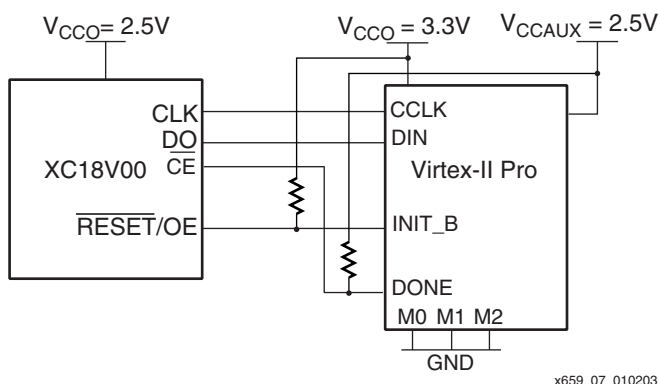 VCCO= 2.5V
VCCO = 3.3V
VCCAUX = 2.5V
CLK
CCLK
DO
DIN
XC18V00
CE
Virtex-II Pro
RESET/OE
INIT_B
DONE
M0 M1 M2
GND
x659_07_010203